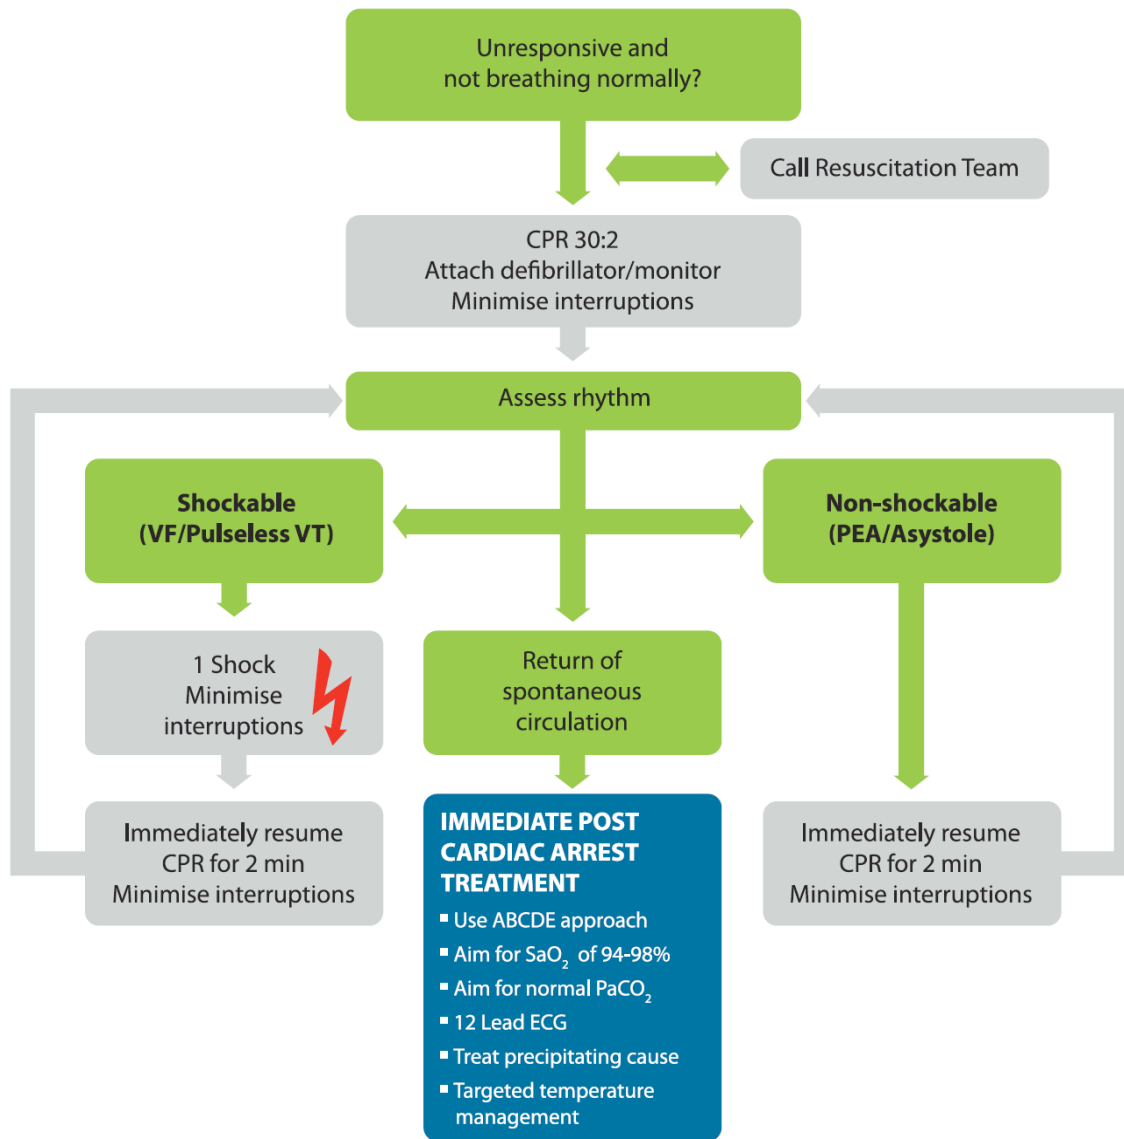 Unresponsive and
not breathing normally?
Call Resuscitation Team
CPR 30:2
Attach defibrillator/monitor
Minimise interruptions
Assess rhythm
Shockable
(VF/Pulseless VT)
Non-shockable
(PEA/Asystole)
1 Shock
Minimise
interruptions
Return of
spontaneous
circulation
Immediately resume
CPR for 2 min
Minimise interruptions
IMMEDIATE POST
CARDIAC ARREST
TREATMENT
▪ Use ABCDE approach
▪ Aim for SaO₂ of 94-98%
▪ Aim for normal PaCO₂
▪ 12 Lead ECG
▪ Treat precipitating cause
▪ Targeted temperature
management
Immediately resume
CPR for 2 min
Minimise interruptions